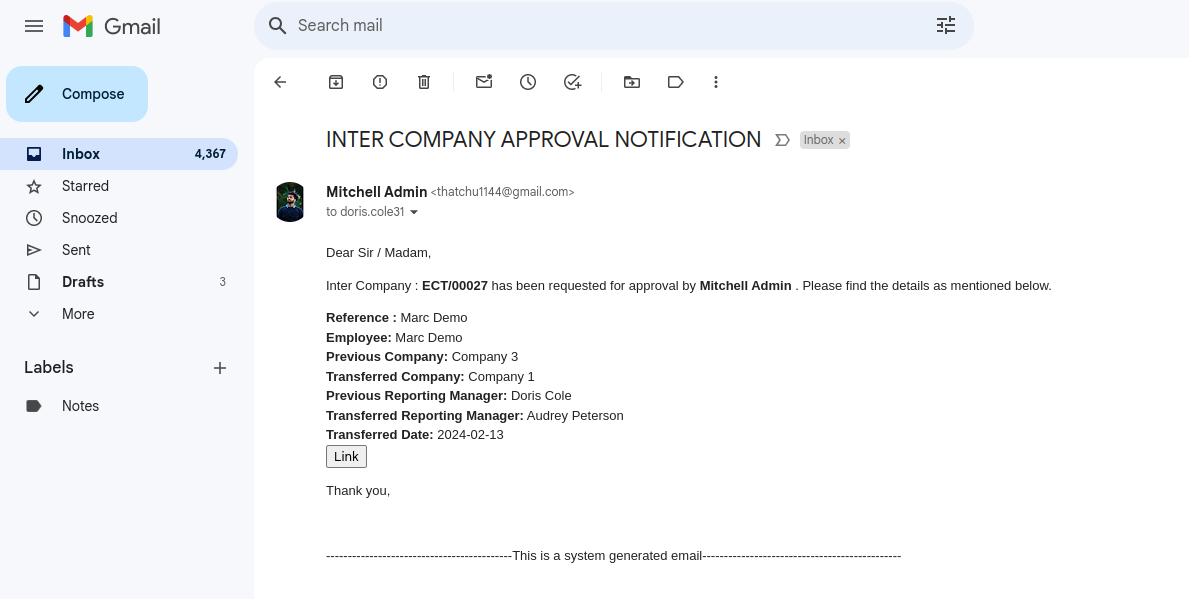 Gmail
Search mail
Compose
Inbox 4,367
Starred
Snoozed
Sent
Drafts 3
More
Labels
Notes
INTER COMPANY APPROVAL NOTIFICATION Inbox ×
Mitchell Admin <thatchu1144@gmail.com>
to doris.cole31
Dear Sir / Madam,
Inter Company : ECT/00027 has been requested for approval by Mitchell Admin . Please find the details as mentioned below.
Reference : Marc Demo
Employee: Marc Demo
Previous Company: Company 3
Transferred Company: Company 1
Previous Reporting Manager: Doris Cole
Transferred Reporting Manager: Audrey Peterson
Transferred Date: 2024-02-13
Link
Thank you,
-------------------------------------------This is a system generated email----------------------------------------------